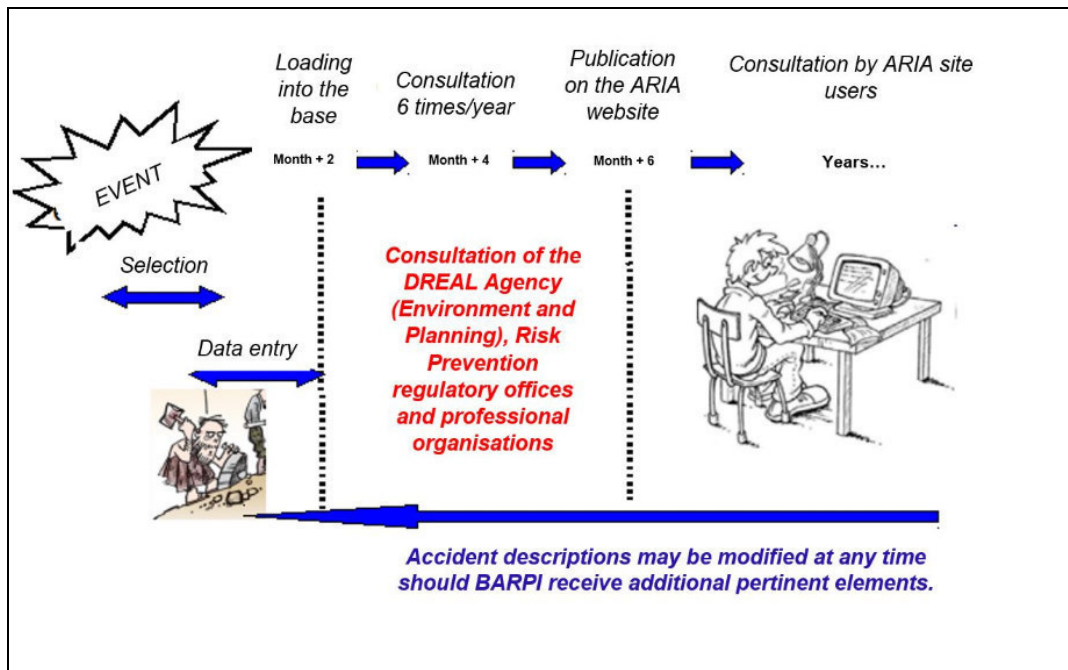 Loading
into the
base
Consultation
6 times/year
Publication
on the ARIA
website
Consultation by ARIA site
users
EVENT
Month + 2
Month + 4
Month + 6
Years...
Selection
Data entry
Consultation of the
DREAL Agency
(Environment and
Planning), Risk
Prevention
regulatory offices
and professional
organisations
Accident descriptions may be modified at any time
should BARPI receive additional pertinent elements.